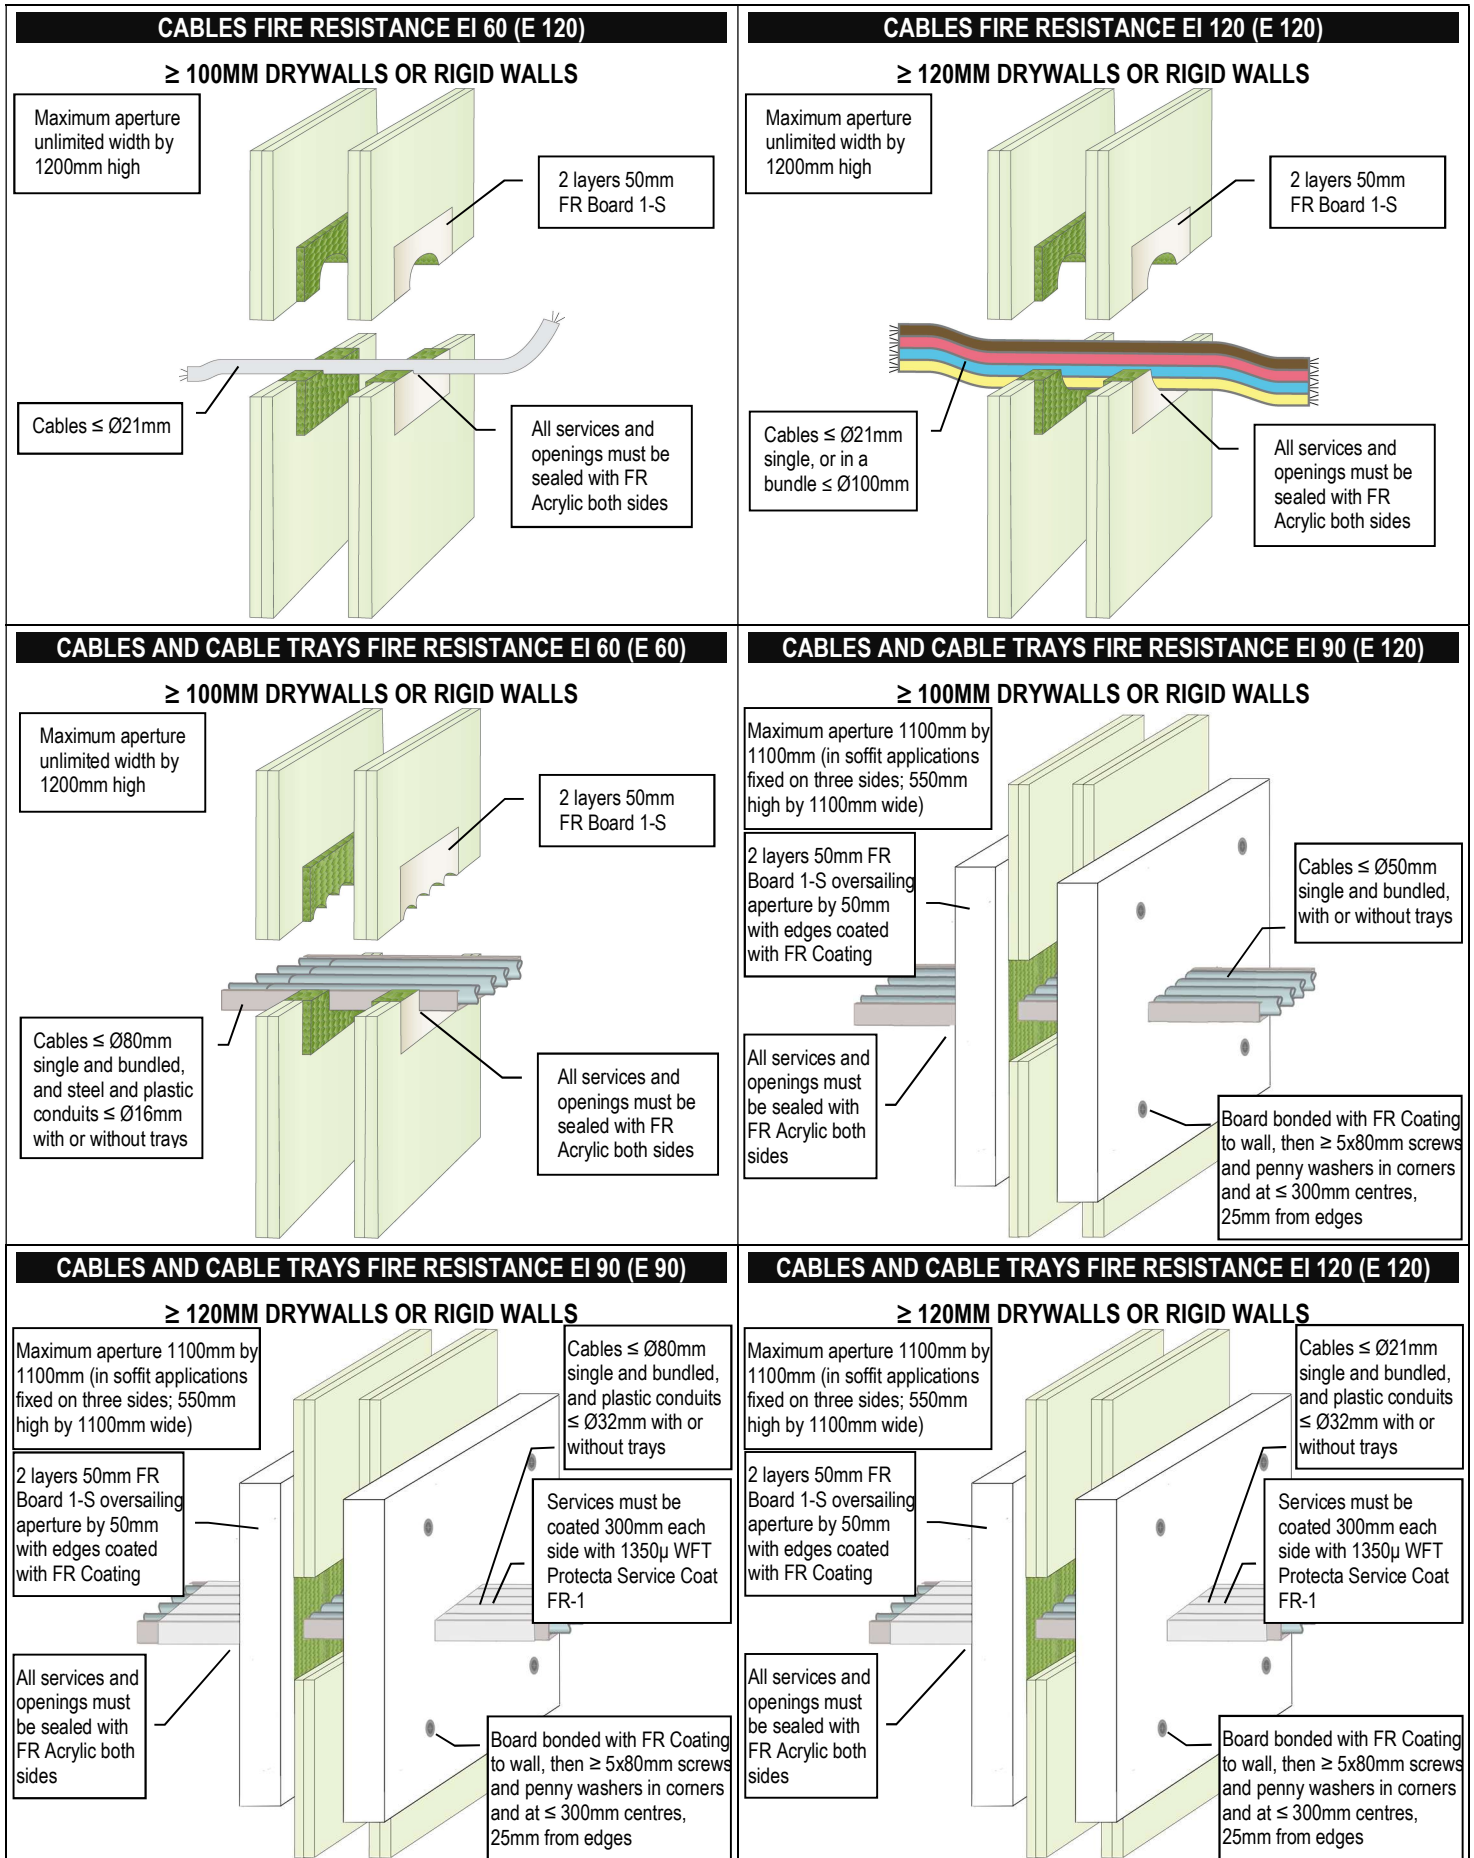 CABLES FIRE RESISTANCE EI 60 (E 120)
≥ 100MM DRYWALLS OR RIGID WALLS
Maximum aperture
unlimited width by
1200mm high
2 layers 50mm
FR Board 1-S
Cables ≤ Ø21mm
All services and
openings must be
sealed with FR
Acrylic both sides
CABLES FIRE RESISTANCE EI 120 (E 120)
≥ 120MM DRYWALLS OR RIGID WALLS
Maximum aperture
unlimited width by
1200mm high
2 layers 50mm
FR Board 1-S
Cables ≤ Ø21mm
single, or in a
bundle ≤ Ø100mm
All services and
openings must be
sealed with FR
Acrylic both sides
CABLES AND CABLE TRAYS FIRE RESISTANCE EI 60 (E 60)
≥ 100MM DRYWALLS OR RIGID WALLS
Maximum aperture
unlimited width by
1200mm high
2 layers 50mm
FR Board 1-S
Cables ≤ Ø80mm
single and bundled,
and steel and plastic
conduits ≤ Ø16mm
with or without trays
All services and
openings must be
sealed with FR
Acrylic both sides
CABLES AND CABLE TRAYS FIRE RESISTANCE EI 90 (E 120)
≥ 100MM DRYWALLS OR RIGID WALLS
Maximum aperture 1100mm by
1100mm (in soffit applications
fixed on three sides; 550mm
high by 1100mm wide)
2 layers 50mm FR
Board 1-S oversailing
aperture by 50mm
with edges coated
with FR Coating
Cables ≤ Ø50mm
single and bundled,
with or without trays
All services and
openings must
be sealed with
FR Acrylic both
sides
Board bonded with FR Coating
to wall, then ≥ 5x80mm screws
and penny washers in corners
and at ≤ 300mm centres,
25mm from edges
CABLES AND CABLE TRAYS FIRE RESISTANCE EI 90 (E 90)
≥ 120MM DRYWALLS OR RIGID WALLS
Maximum aperture 1100mm by
1100mm (in soffit applications
fixed on three sides; 550mm
high by 1100mm wide)
Cables ≤ Ø80mm
single and bundled,
and plastic conduits
≤ Ø32mm with or
without trays
2 layers 50mm FR
Board 1-S oversailing
aperture by 50mm
with edges coated
with FR Coating
Services must be
coated 300mm each
side with 1350µ WFT
Protecta Service Coat
FR-1
All services and
openings must
be sealed with
FR Acrylic both
sides
Board bonded with FR Coating
to wall, then ≥ 5x80mm screws
and penny washers in corners
and at ≤ 300mm centres,
25mm from edges
CABLES AND CABLE TRAYS FIRE RESISTANCE EI 120 (E 120)
≥ 120MM DRYWALLS OR RIGID WALLS
Maximum aperture 1100mm by
1100mm (in soffit applications
fixed on three sides; 550mm
high by 1100mm wide)
Cables ≤ Ø21mm
single and bundled,
and plastic conduits
≤ Ø32mm with or
without trays
2 layers 50mm FR
Board 1-S oversailing
aperture by 50mm
with edges coated
with FR Coating
Services must be
coated 300mm each
side with 1350µ WFT
Protecta Service Coat
FR-1
All services and
openings must
be sealed with
FR Acrylic both
sides
Board bonded with FR Coating
to wall, then ≥ 5x80mm screws
and penny washers in corners
and at ≤ 300mm centres,
25mm from edges